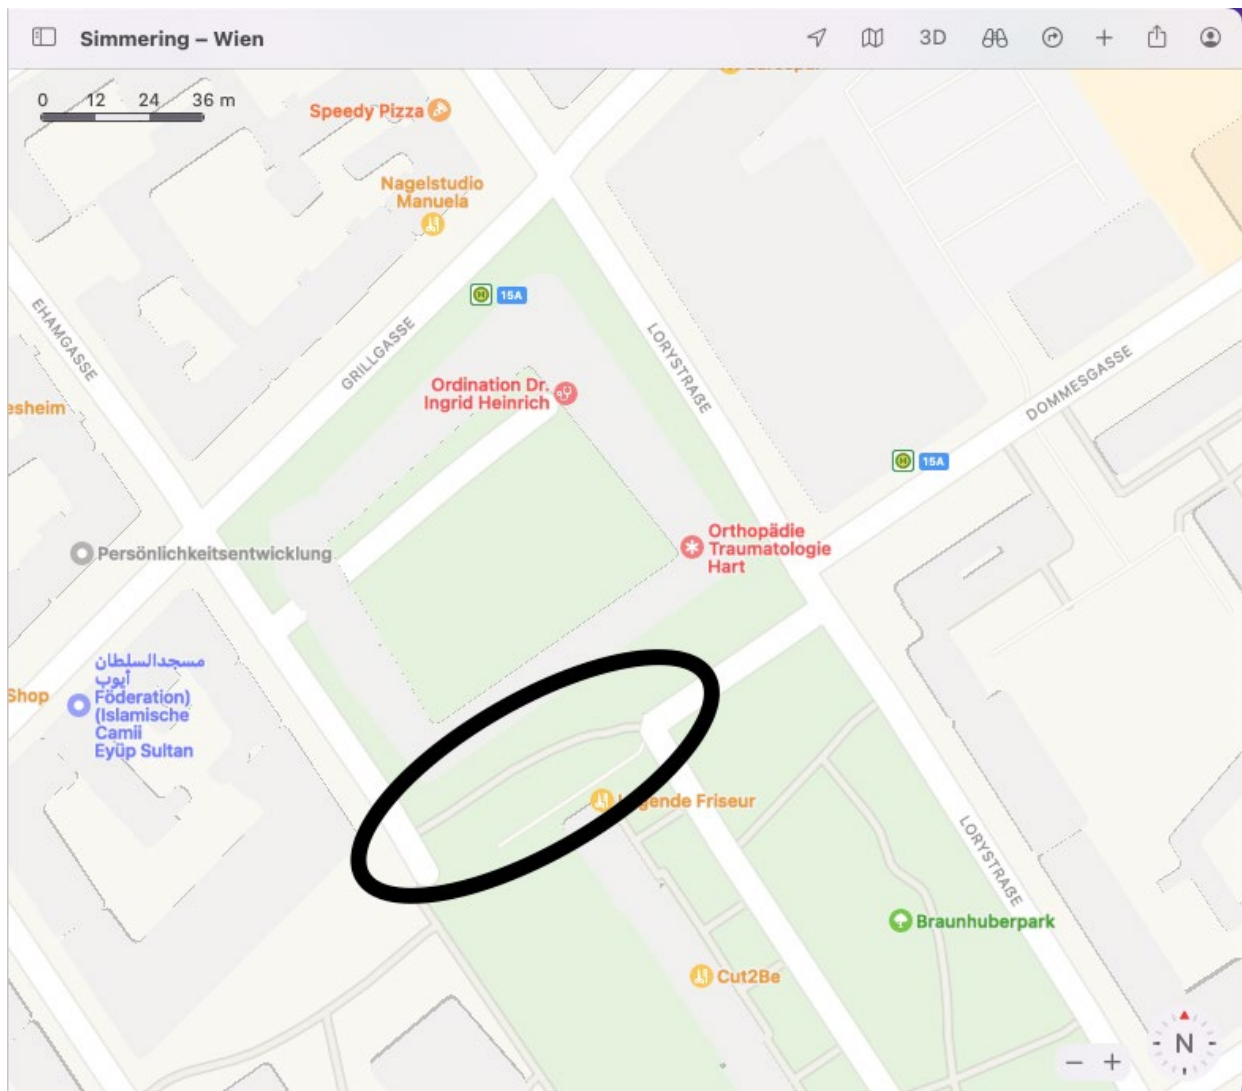 Simmering – Wien
3D
0 12 24 36 m
Speedy Pizza
Nagelstudio
Manuela
H 15A
EHAMGASSE
GRILLGASSE
LORYSTRAẞE
Ordination Dr.
Ingrid Heinrich
DOMMESGASSE
esheim
H 15A
Orthopädie
Traumatologie
Hart
Persönlichkeitsentwicklung
مسجدالسلطان
أيوب
Föderation)
(Islamische
Camii
Eyüp Sultan
Shop
Friseur
LORYSTRAẞE
Braunhuberpark
Cut2Be
N